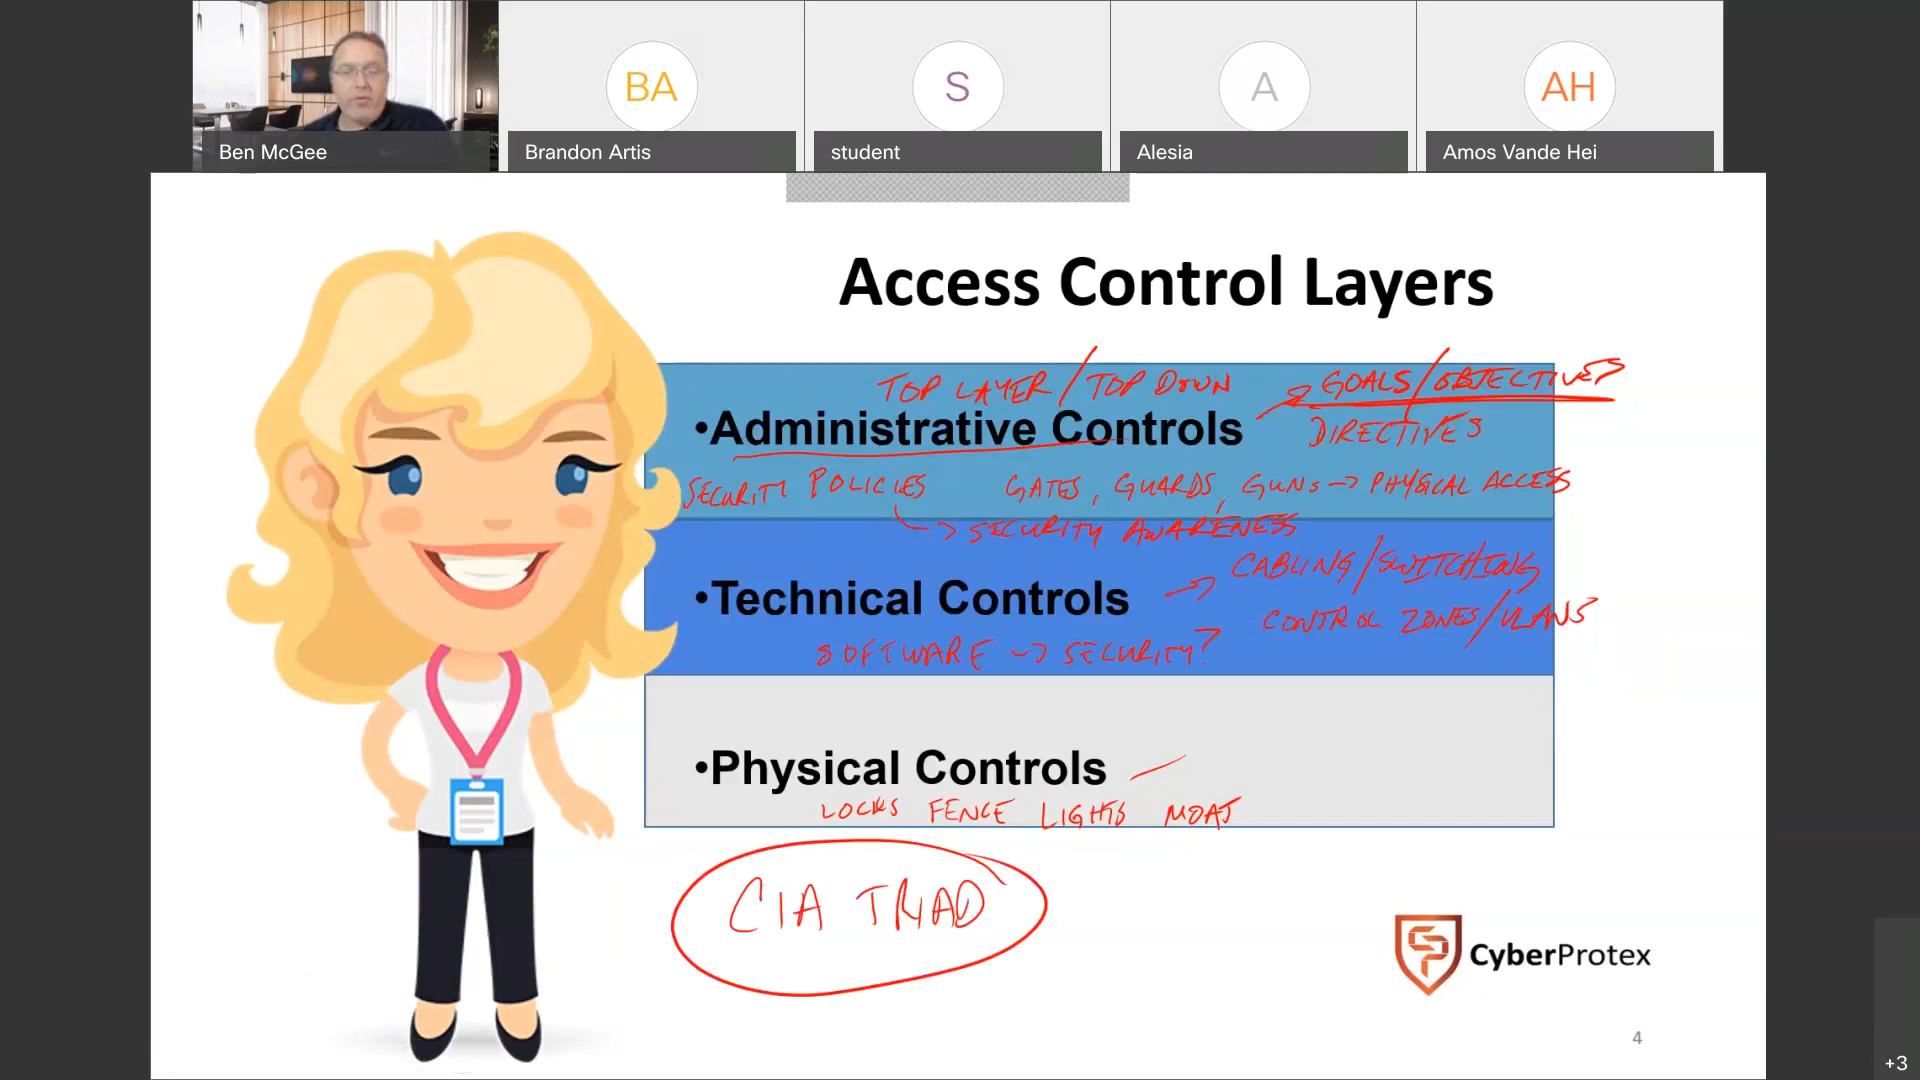 BA
S
A
AH
Ben McGee
Brandon Artis
student
Alesia
Amos Vande Hei
Access Control Layers
TOP LAYER / TOP DOWN
GOALS/OBJECTIVES
•Administrative Controls
DIRECTIVES
SECURITY POLICIES GATES, GUARDS, GUNS → PHYSICAL ACCESS
↳ SECURITY AWARENESS
CABLING/SWITCHING
•Technical Controls →
CONTROL ZONES/VLANS
SOFTWARE → SECURITY?
•Physical Controls
LOCKS FENCE LIGHTS MOAT
CIA TRIAD
CyberProtex
4
+3